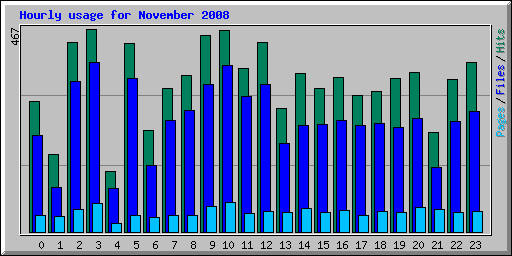 Hourly usage for November 2008
467
Pages/Files/Hits
0 1 2 3 4 5 6 7 8 9 10 11 12 13 14 15 16 17 18 19 20 21 22 23